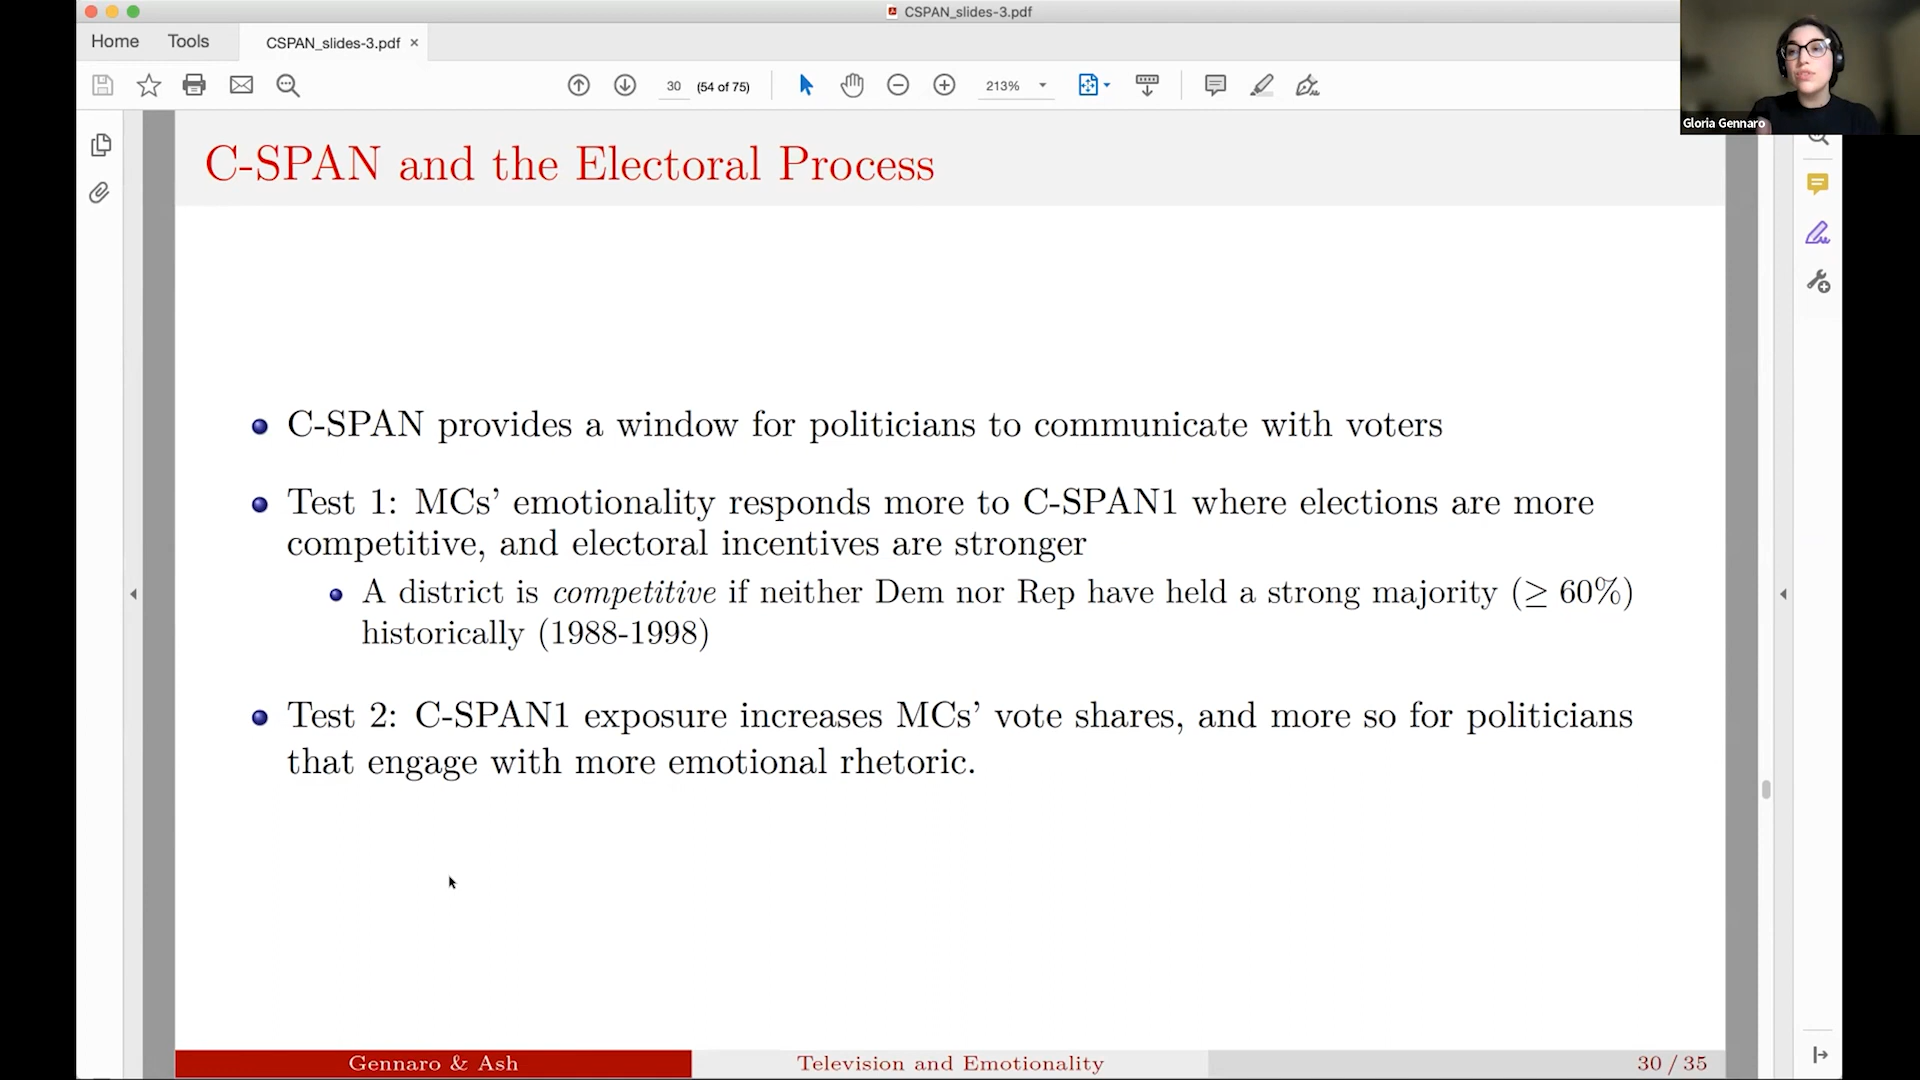 CSPAN_slides-3.pdf
Home Tools CSPAN_slides-3.pdf ×
30 (54 of 75) 213%
Gloria Gennaro
C-SPAN and the Electoral Process
C-SPAN provides a window for politicians to communicate with voters
Test 1: MCs' emotionality responds more to C-SPAN1 where elections are more
competitive, and electoral incentives are stronger
A district is competitive if neither Dem nor Rep have held a strong majority (≥ 60%)
historically (1988-1998)
Test 2: C-SPAN1 exposure increases MCs' vote shares, and more so for politicians
that engage with more emotional rhetoric.
Gennaro & Ash Television and Emotionality 30 / 35